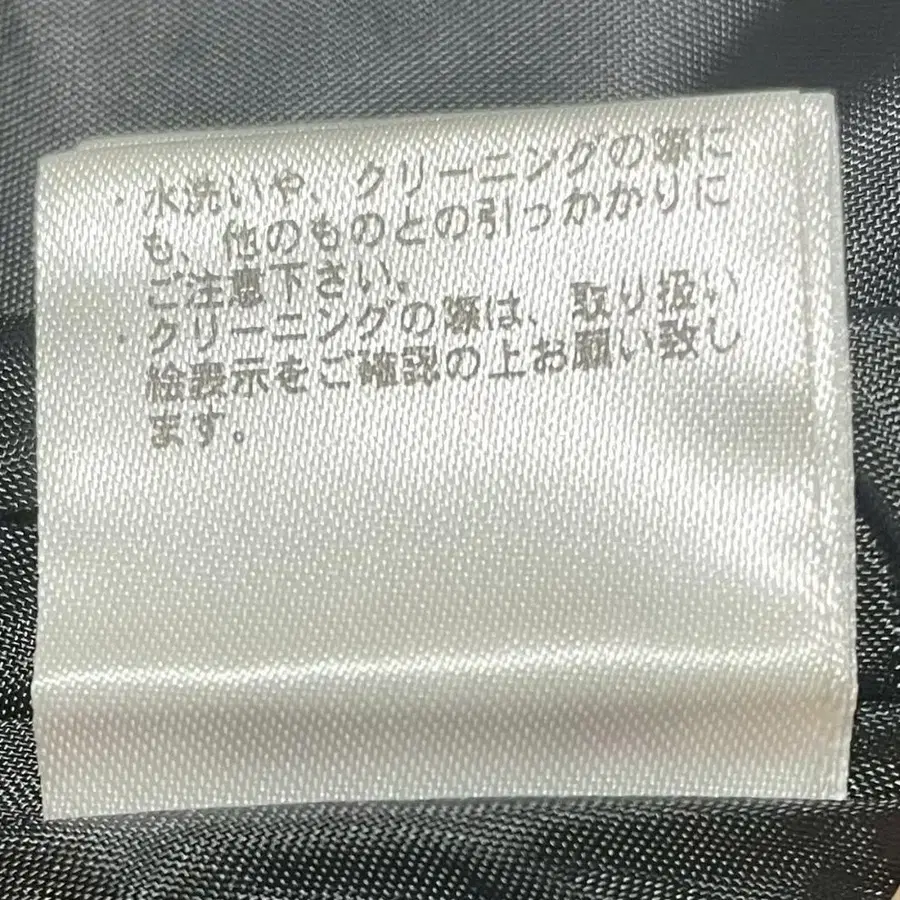 ・水洗いや、クリーニングの際に
も、他のものとの引っかかりに
ご注意下さい。
・クリーニングの際は、取り扱い
絵表示をご確認の上お願い致し
ます。